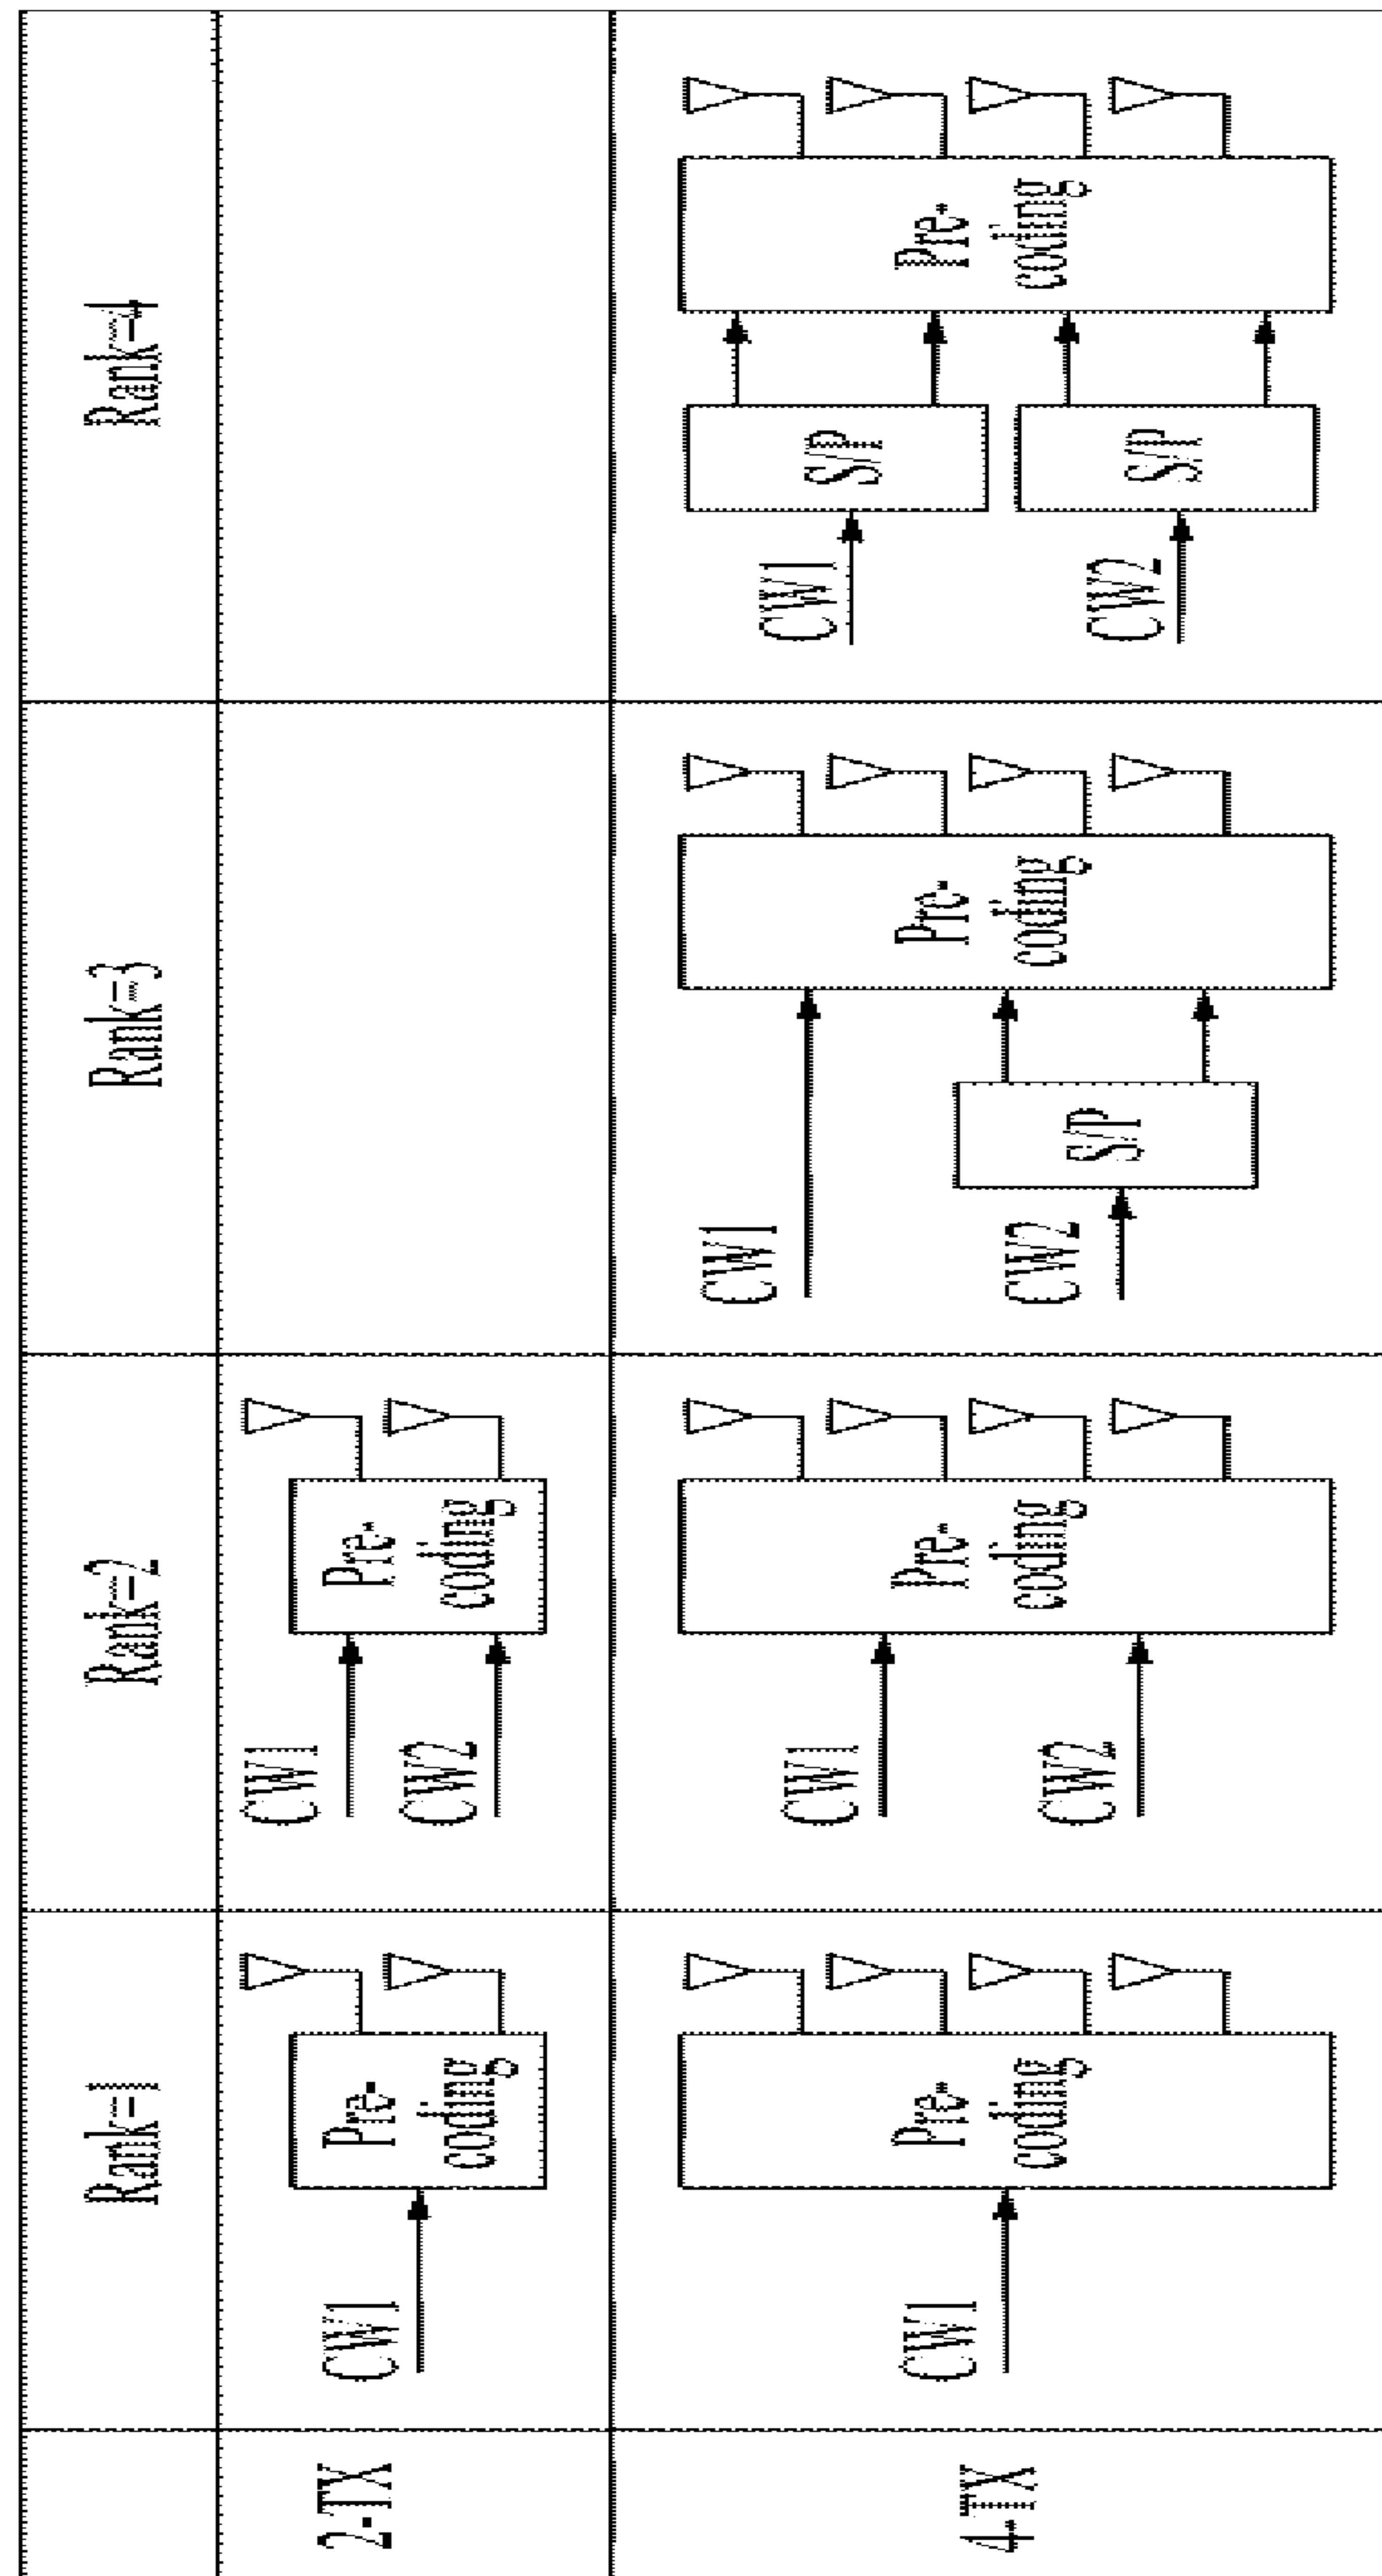 Rank=1
Rank=2
Rank=3
Rank=4
2-TX
CW1
Pre-
coding
CW1
CW2
Pre-
coding
4-TX
CW1
Pre-
coding
CW1
CW2
Pre-
coding
CW1
CW2
S/P
Pre-
coding
CW1
CW2
S/P
S/P
Pre-
coding